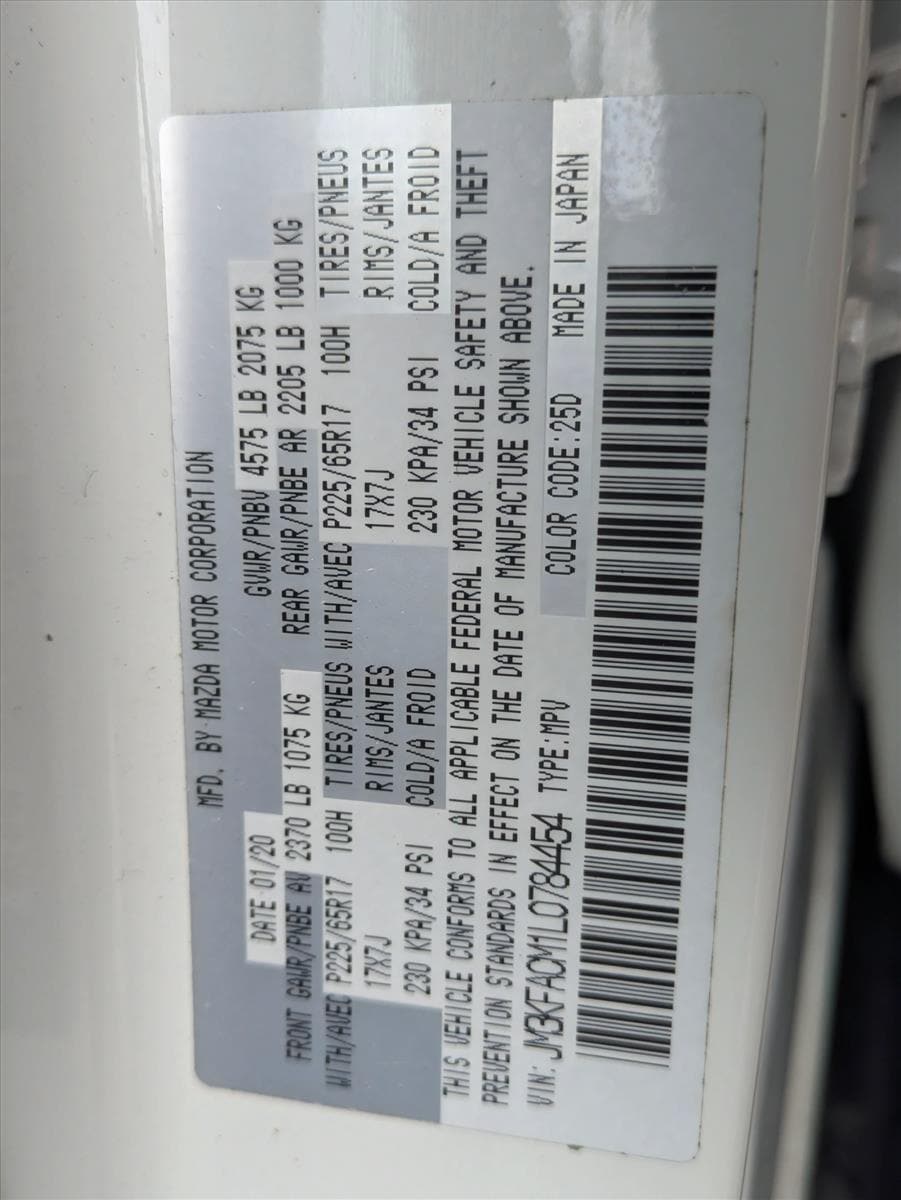 MFD. BY MAZDA MOTOR CORPORATION
DATE 01/20 GVWR/PNBV 4575 LB 2075 KG
FRONT GAWR/PNBE AV 2370 LB 1075 KG REAR GAWR/PNBE AR 2205 LB 1000 KG
WITH/AVEC P225/65R17 100H TIRES/PNEUS WITH/AVEC P225/65R17 100H TIRES/PNEUS
17X7J RIMS/JANTES 17X7J RIMS/JANTES
230 KPA/34 PSI COLD/A FROID 230 KPA/34 PSI COLD/A FROID
THIS VEHICLE CONFORMS TO ALL APPLICABLE FEDERAL MOTOR VEHICLE SAFETY AND THEFT
PREVENTION STANDARDS IN EFFECT ON THE DATE OF MANUFACTURE SHOWN ABOVE.
VIN: JM3KFACM1L0784454 TYPE:MPV COLOR CODE:25D MADE IN JAPAN